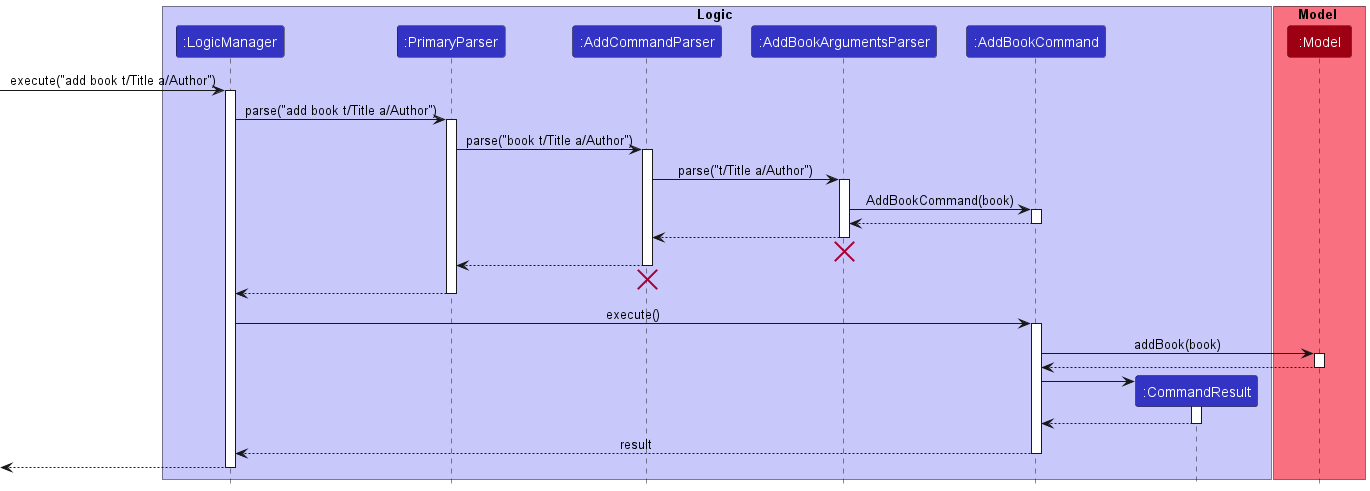 Logic
Model
:LogicManager
:PrimaryParser
:AddCommandParser
:AddBookArgumentsParser
:AddBookCommand
:Model
execute("add book t/Title a/Author")
parse("add book t/Title a/Author")
parse("book t/Title a/Author")
parse("t/Title a/Author")
AddBookCommand(book)
execute()
addBook(book)
:CommandResult
result